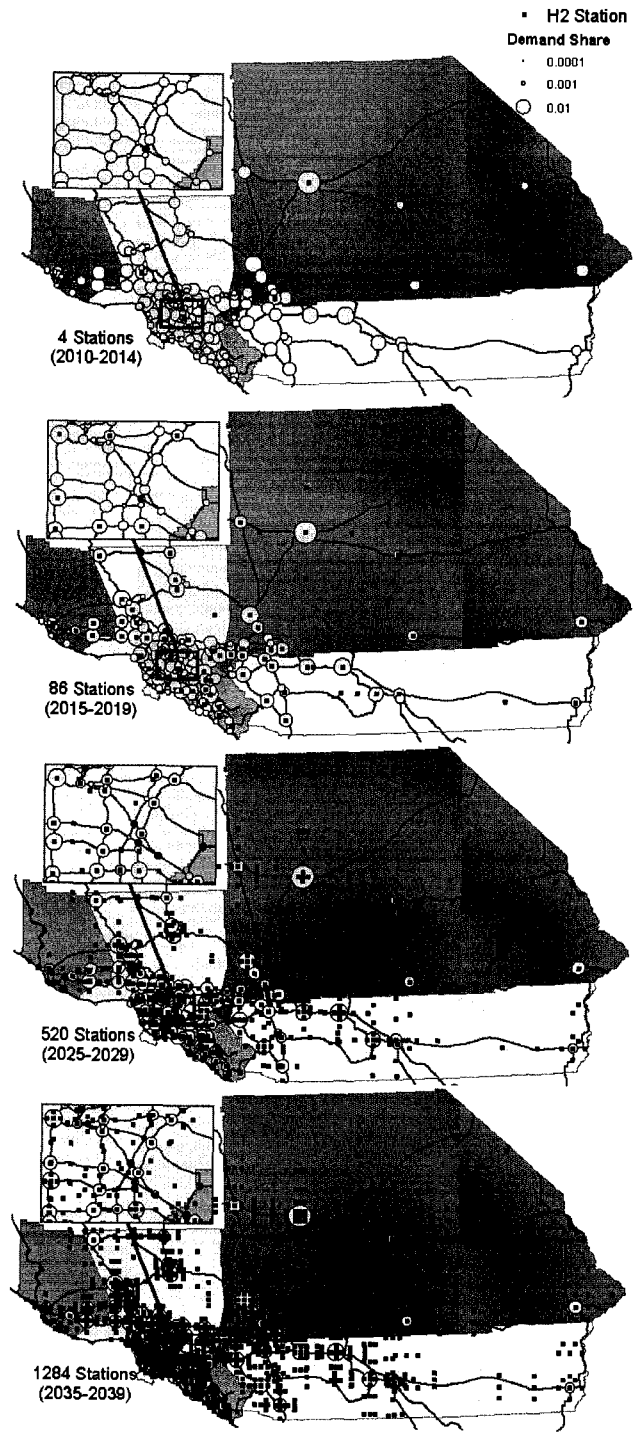 H2 Station
Demand Share
0.0001
0.001
0.01
4 Stations
(2010-2014)
86 Stations
(2015-2019)
520 Stations
(2025-2029)
1284 Stations
(2035-2039)